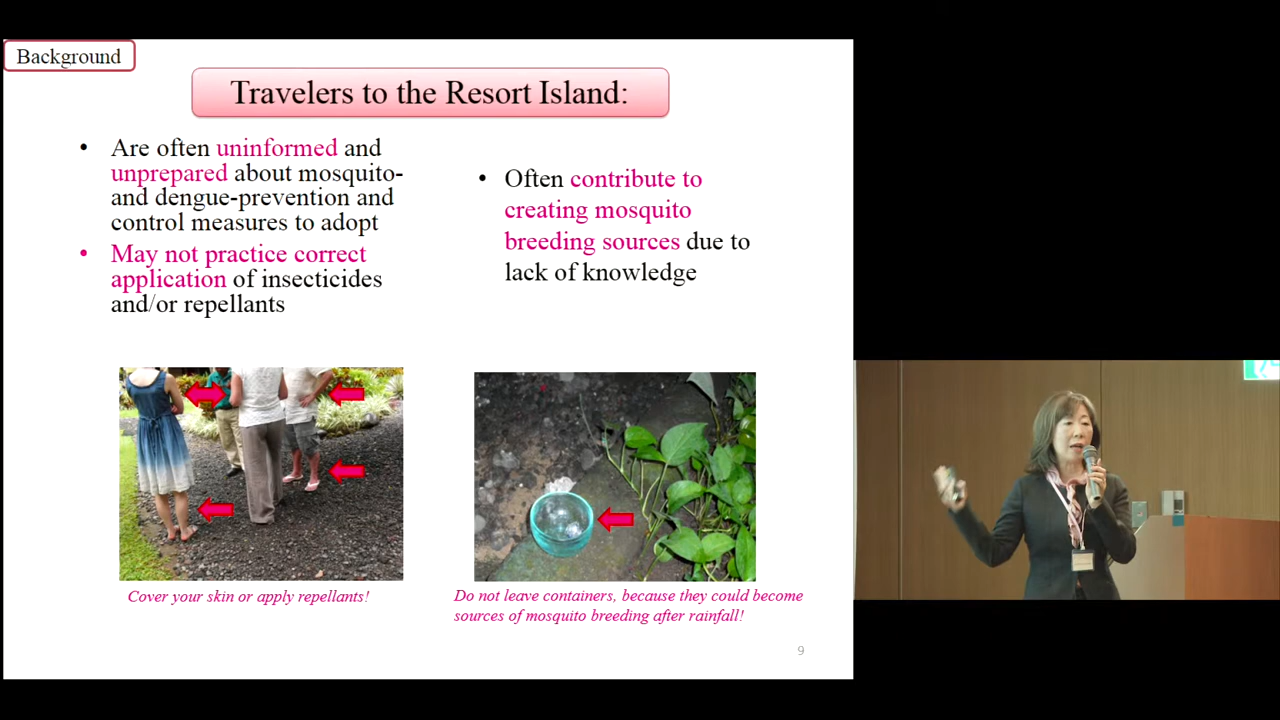 Background
Travelers to the Resort Island:
• Are often uninformed and
unprepared about mosquito-
and dengue-prevention and
control measures to adopt
• May not practice correct
application of insecticides
and/or repellants
• Often contribute to
creating mosquito
breeding sources due to
lack of knowledge
Cover your skin or apply repellants!
Do not leave containers, because they could become
sources of mosquito breeding after rainfall!
9